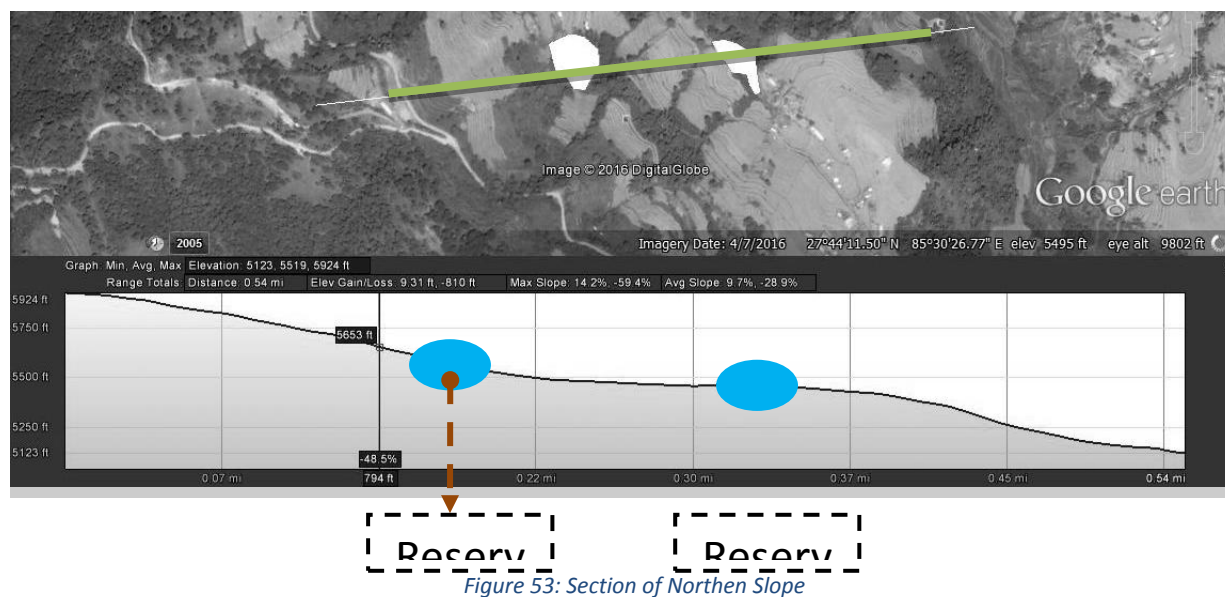 Image © 2016 DigitalGlobe
Google earth
2005
Imagery Date: 4/7/2016 27°44'11.50" N 85°30'26.77" E elev 5495 ft eye alt 9802 ft
Graph: Min, Avg, Max Elevation: 5123, 5519, 5924 ft
Range Totals: Distance: 0.54 mi Elev Gain/Loss: 9.31 ft, -810 ft Max Slope: 14.2%, -59.4% Avg Slope: 9.7%, -28.9%
5924 ft
5750 ft
5653 ft
5500 ft
5250 ft
5123 ft
-48.5%
0.07 mi 794 ft 0.22 mi 0.30 mi 0.37 mi 0.45 mi 0.54 mi
Reserv Reserv
Figure 53: Section of Northen Slope